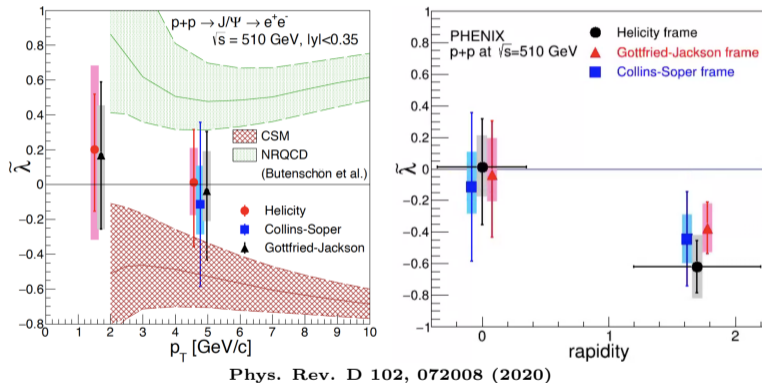 p+p → J/Ψ → e⁺e⁻
√s = 510 GeV, |y|<0.35
1
0.8
0.6
0.4
0.2
0
−0.2
−0.4
−0.6
−0.8
λ̃
CSM
NRQCD
(Butenschon et al.)
Helicity
Collins-Soper
Gottfried-Jackson
0 1 2 3 4 5 6 7 8 9 10
p_T [GeV/c]
PHENIX
p+p at √s=510 GeV
Helicity frame
Gottfried-Jackson frame
Collins-Soper frame
1
0.8
0.6
0.4
0.2
0
−0.2
−0.4
−0.6
−0.8
−1
λ̃
0 1 2
rapidity
Phys. Rev. D 102, 072008 (2020)